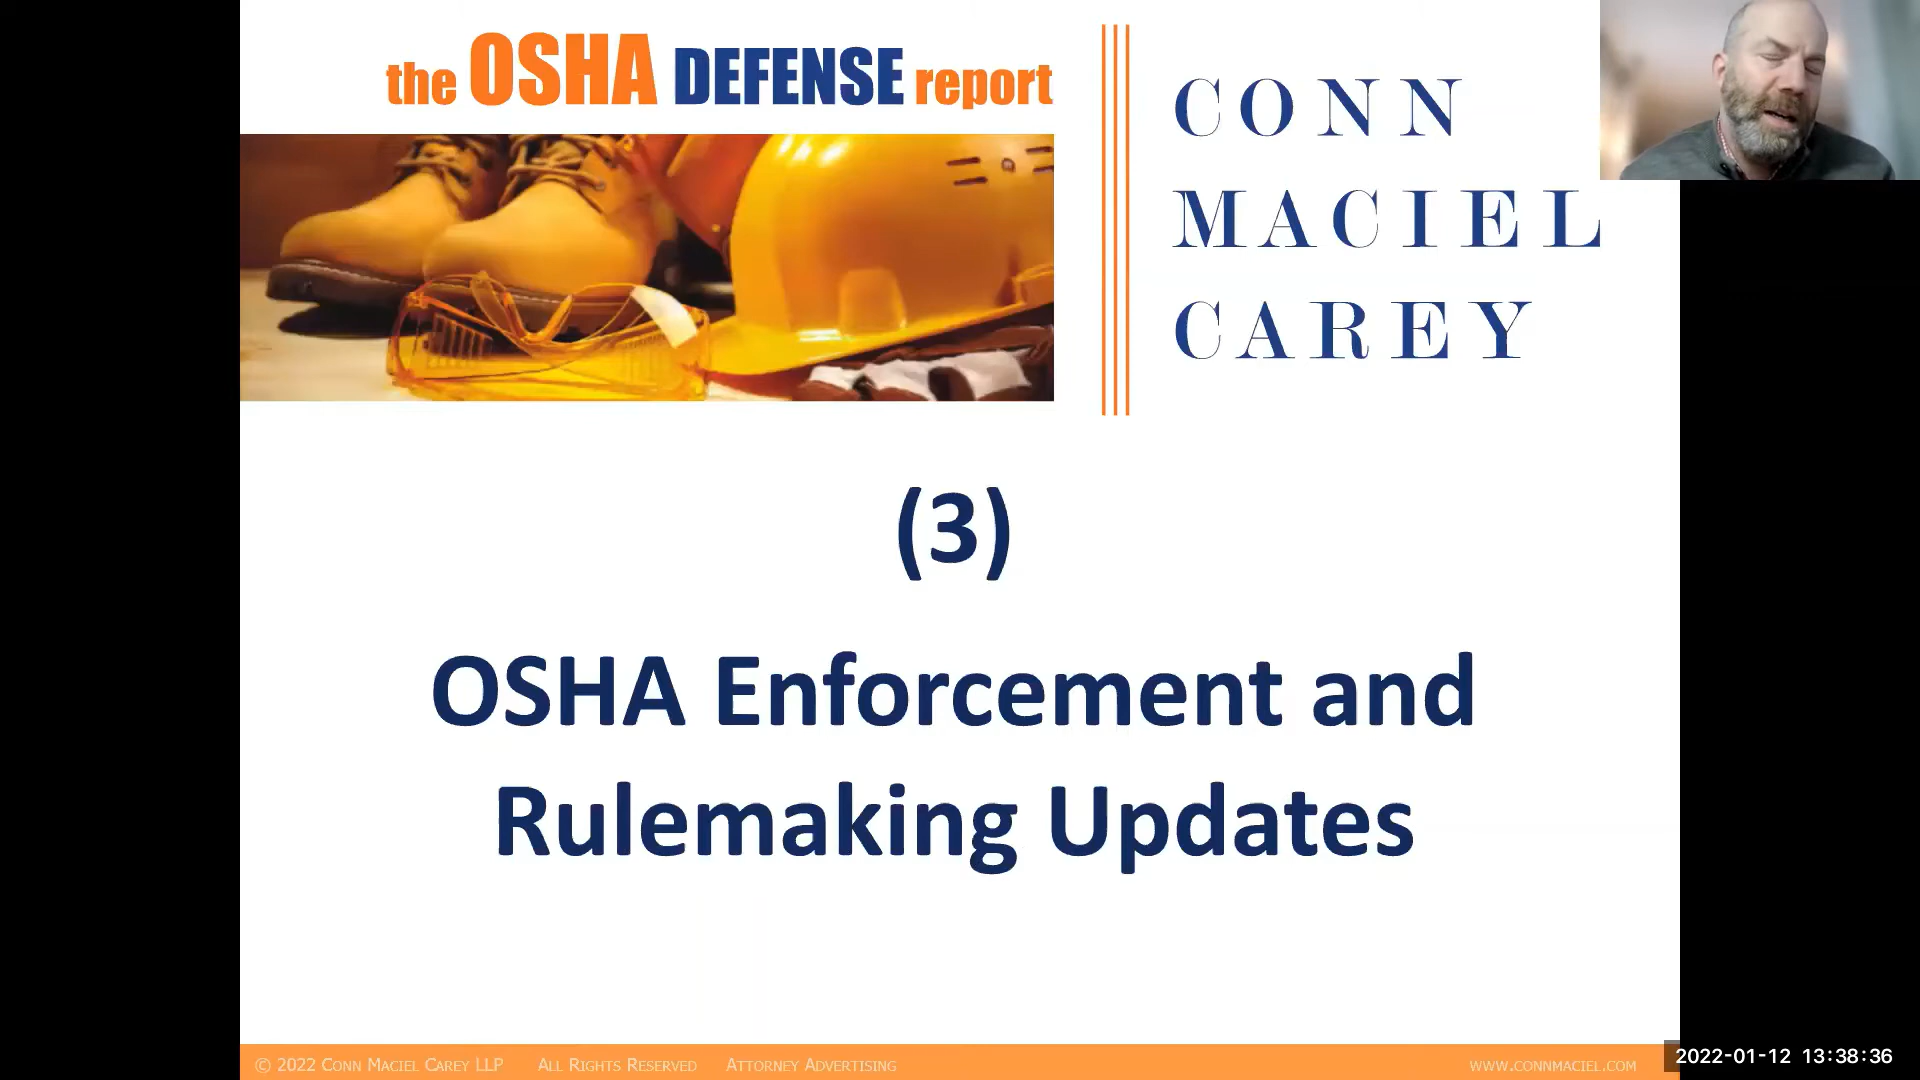 the OSHA DEFENSE report
CONN
MACIEL
CAREY
(3)
OSHA Enforcement and
Rulemaking Updates
© 2022 CONN MACIEL CAREY LLP ALL RIGHTS RESERVED ATTORNEY ADVERTISING WWW.CONNMACIEL.COM
2022-01-12 13:38:36